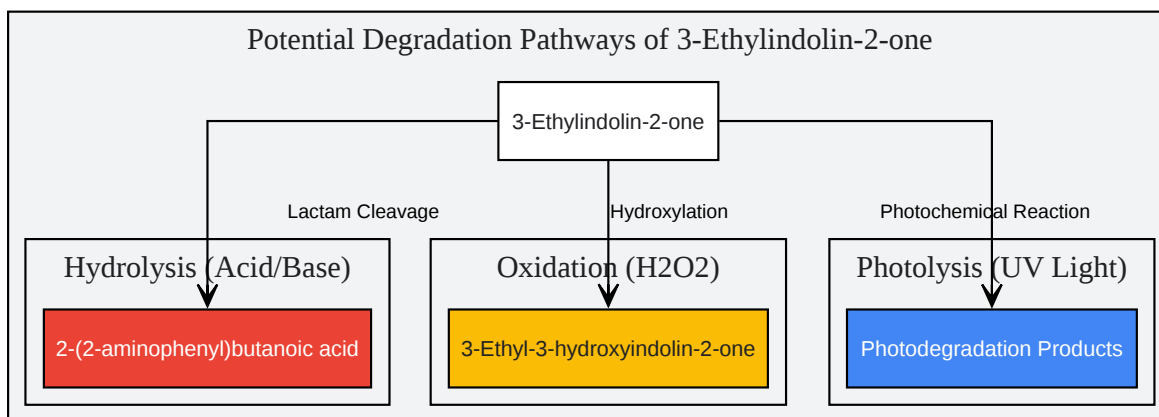 Potential Degradation Pathways of 3-Ethylindolin-2-one
3-Ethylindolin-2-one
Lactam Cleavage
Hydroxylation
Photochemical Reaction
Hydrolysis (Acid/Base)
Oxidation (H2O2)
Photolysis (UV Light)
2-(2-aminophenyl)butanoic acid
3-Ethyl-3-hydroxyindolin-2-one
Photodegradation Products